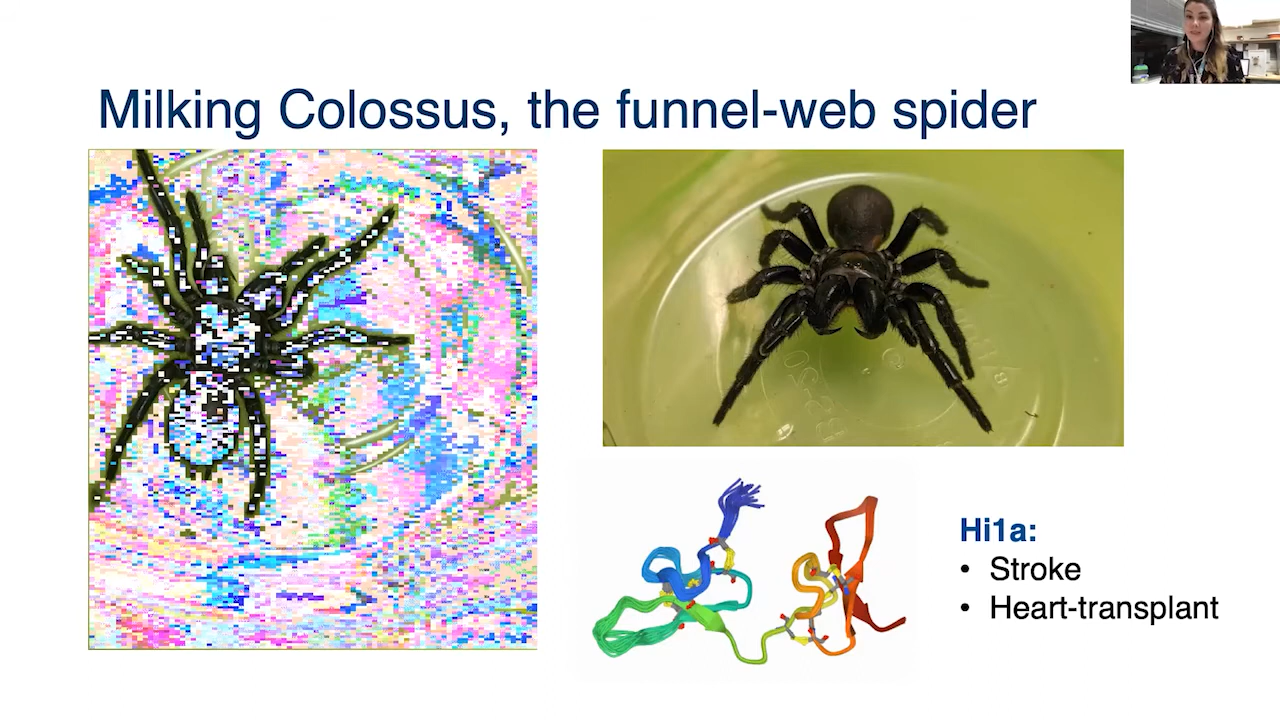 Milking Colossus, the funnel-web spider
Hi1a:
• Stroke
• Heart-transplant